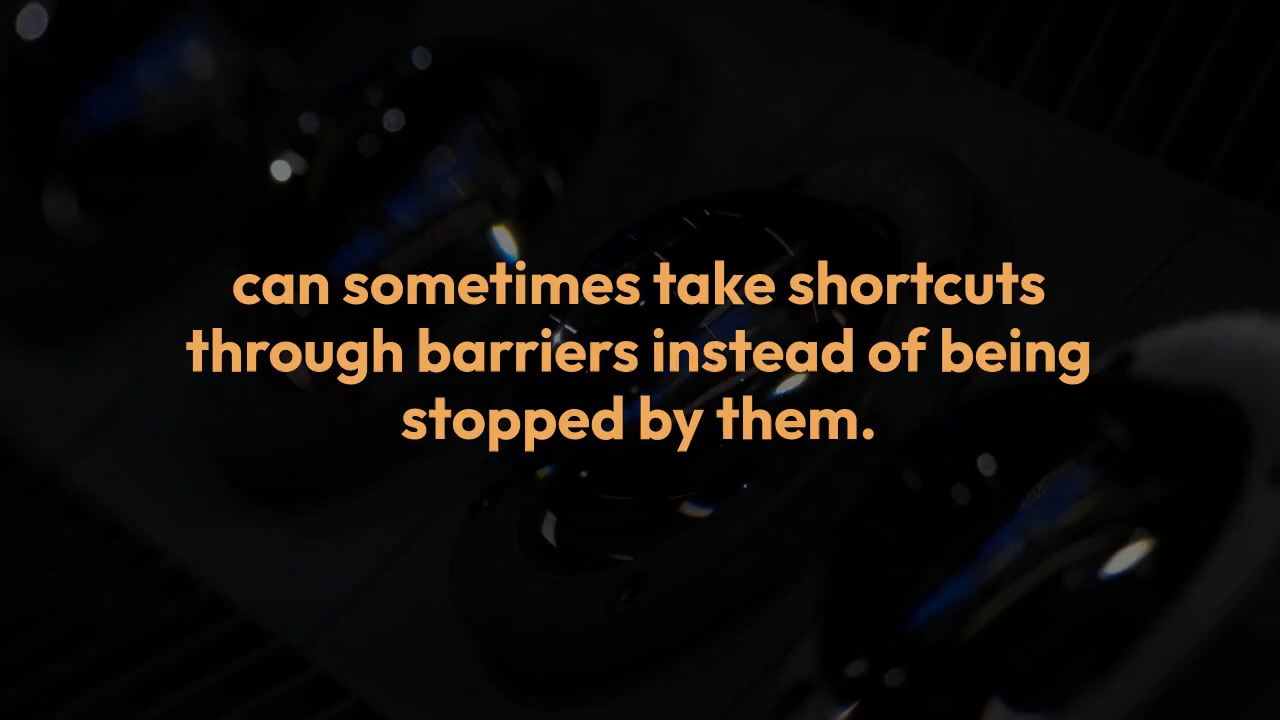 can sometimes take shortcuts
through barriers instead of being
stopped by them.